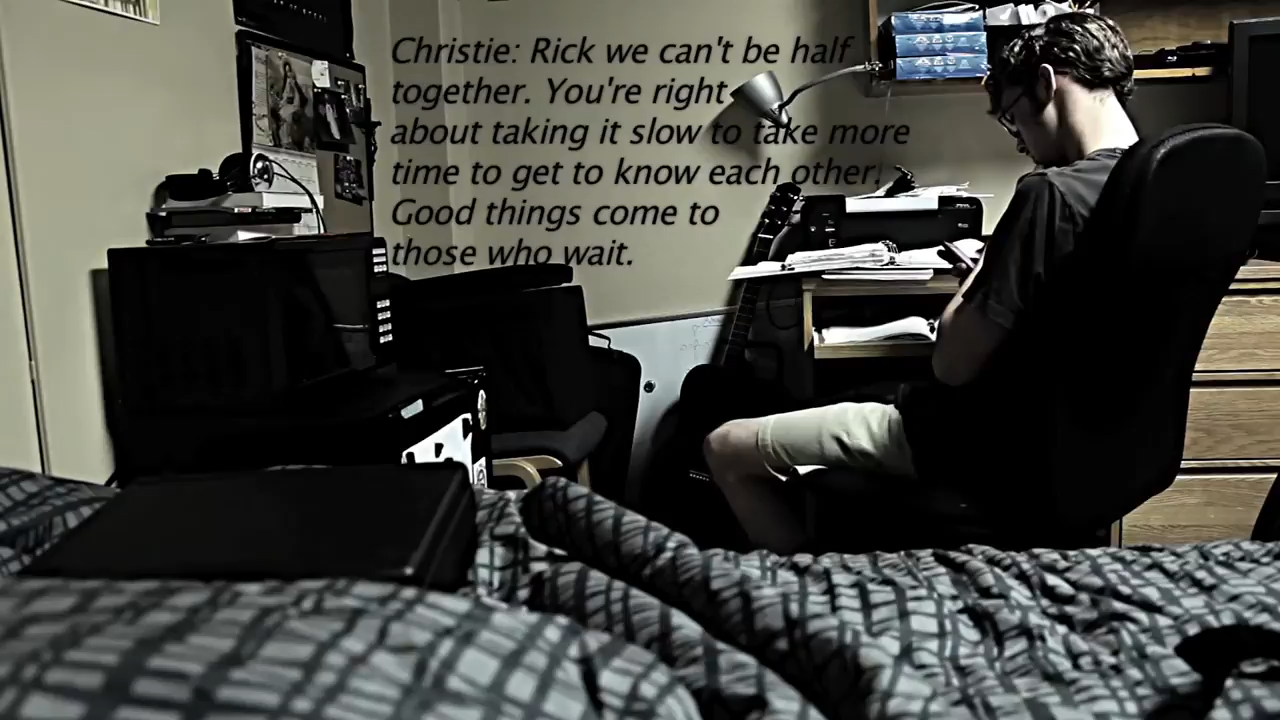 Christie: Rick we can't be half
together. You're right
about taking it slow to take more
time to get to know each other.
Good things come to
those who wait.